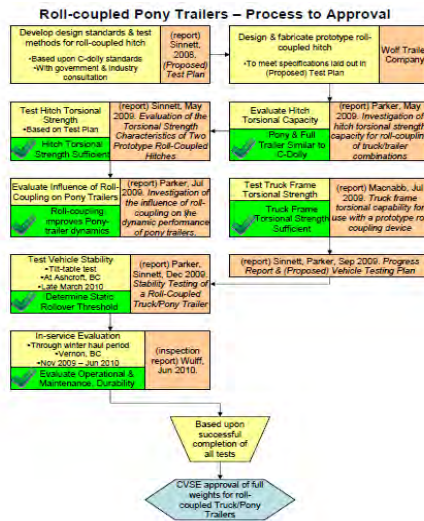 Roll-coupled Pony Trailers – Process to Approval
Develop design standards & test
methods for roll-coupled hitch
•Based upon C-dolly standards
•With government & industry
consultation
(report)
Sinnett,
2008.
(Proposed)
Test Plan
Design & fabricate prototype roll-
coupled hitch
•To meet specifications laid out in
(Proposed) Test Plan
Wolf Trailer
Company
Test Hitch Torsional
Strength
•Based on Test Plan
Hitch Torsional
Strength Sufficient
(report) Sinnett, May
2009. Evaluation of
the Torsional Strength
Characteristics of Two
Prototype Roll-Coupled
Hitches
Evaluate Hitch
Torsional Capacity
Pony & Full
Trailer Similar to
C-Dolly
(report) Parker, May
2009. Investigation of
hitch torsional strength
capacity for roll-coupling
of truck/trailer
combinations
Evaluate Influence of Roll-
Coupling on Pony Trailers
Roll-coupling
improves Pony-
trailer dynamics
(report) Parker, Jul
2009. Investigation of
the influence of roll-
coupling on the
dynamic performance
of pony trailers.
Test Truck Frame
Torsional Strength
Truck Frame
Torsional Strength
Sufficient
(report) Macnabb, Jul
2009. Truck frame
torsional capability for
use with a prototype roll-
coupling device
Test Vehicle Stability
•Tilt-table test
•At Ashcroft, BC
•Late March 2010
Determine Static
Rollover Threshold
(report) Parker,
Sinnett, Dec 2009.
Stability Testing of
a Roll-Coupled
Truck/Pony Trailer
(report) Sinnett, Parker, Sep 2009. Progress
Report & (Proposed) Vehicle Testing Plan
In-service Evaluation
•Through winter haul period
•Vernon, BC
•Nov 2009 – Jun 2010
Evaluate Operational &
Maintenance, Durability
(inspection
report) Wulff,
Jun 2010.
Based upon
successful
completion of
all tests
CVSE approval of full
weights for roll-
coupled Truck/Pony
Trailers